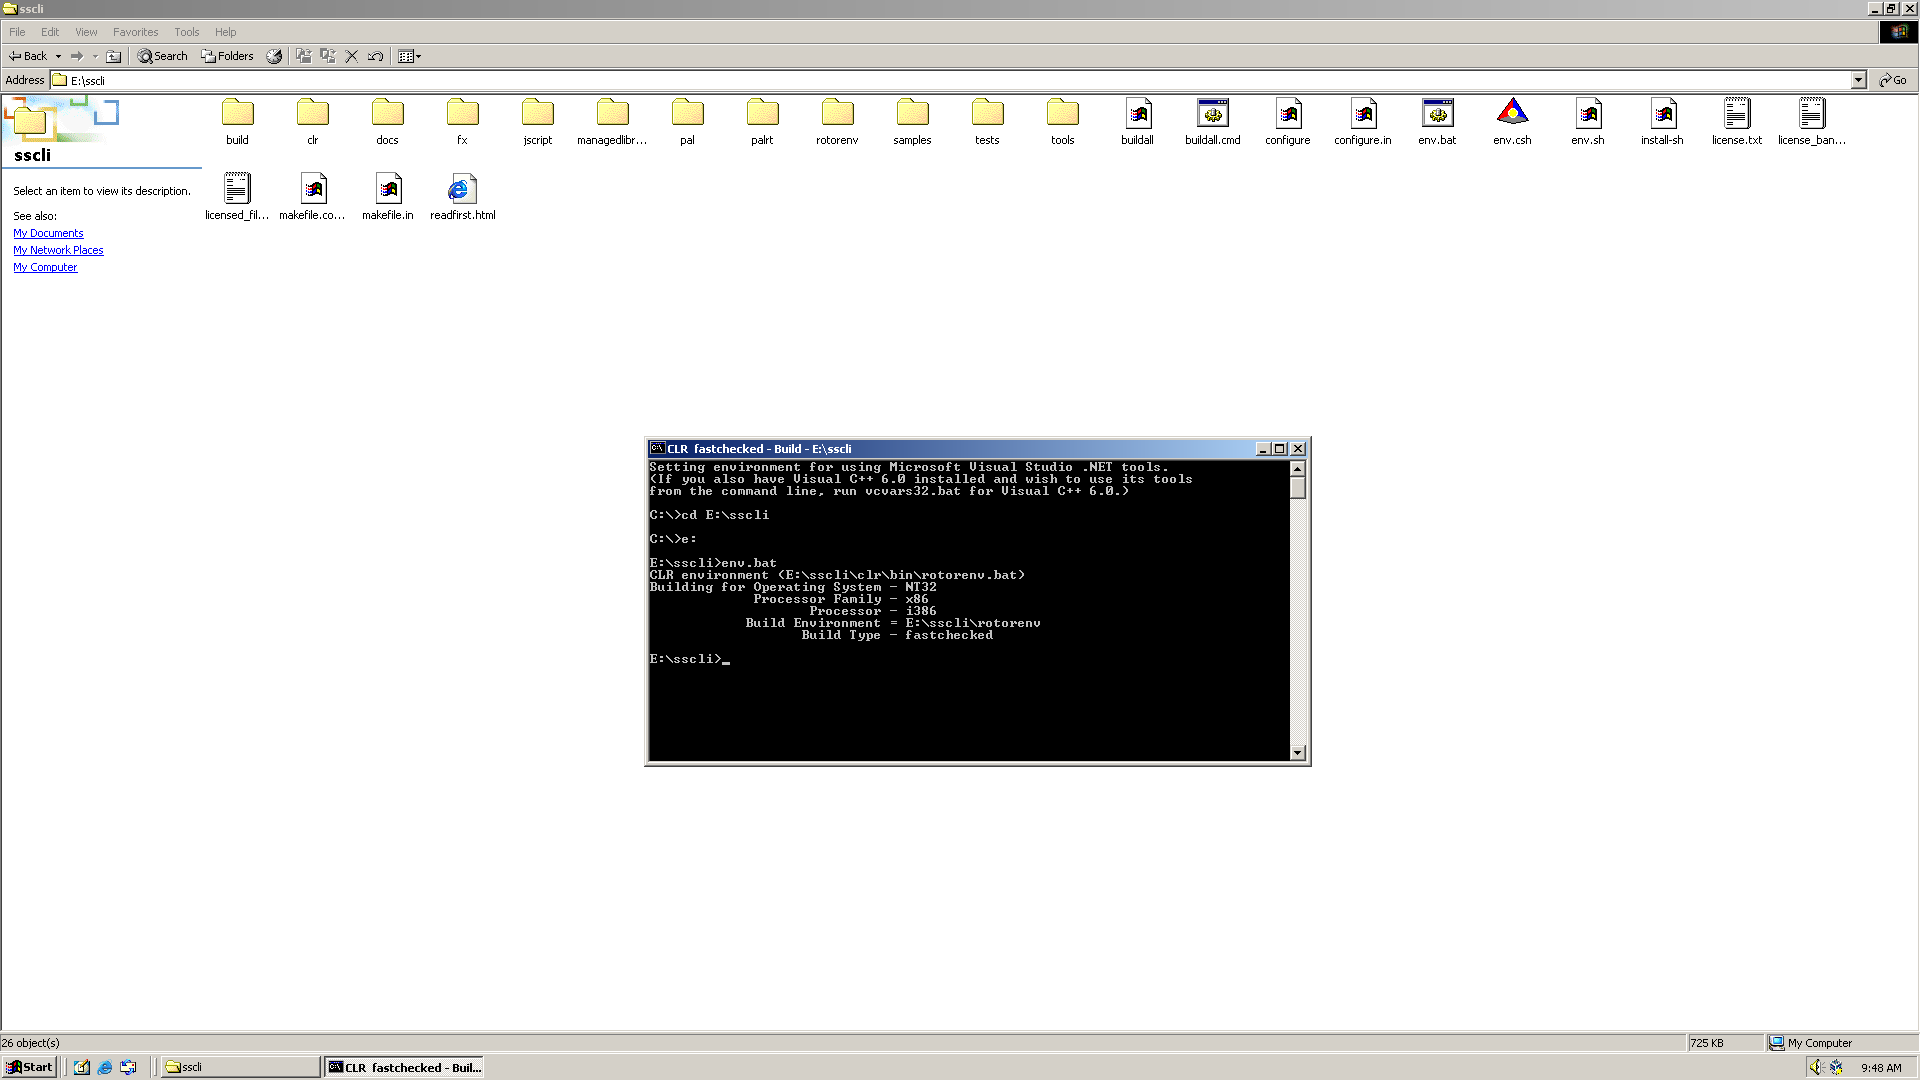 sscli
File Edit View Favorites Tools Help
Back Search Folders
Address E:\sscli Go
build clr docs fx jscript managedlibr... pal palrt rotorenv samples tests tools buildall buildall.cmd configure configure.in env.bat env.csh env.sh install-sh license.txt license_ban...
sscli
licensed_fil... makefile.co... makefile.in readfirst.html
Select an item to view its description.
See also:
My Documents
My Network Places
My Computer
CLR fastchecked - Build - E:\sscli
Setting environment for using Microsoft Visual Studio .NET tools.
(If you also have Visual C++ 6.0 installed and wish to use its tools
from the command line, run vcvars32.bat for Visual C++ 6.0.)
C:\>cd E:\sscli
C:\>e:
E:\sscli>env.bat
CLR environment (E:\sscli\clr\bin\rotorenv.bat)
Building for Operating System - NT32
Processor Family - x86
Processor - i386
Build Environment = E:\sscli\rotorenv
Build Type - fastchecked
E:\sscli>_
26 object(s) 725 KB My Computer
Start sscli CLR fastchecked - Buil... 9:48 AM